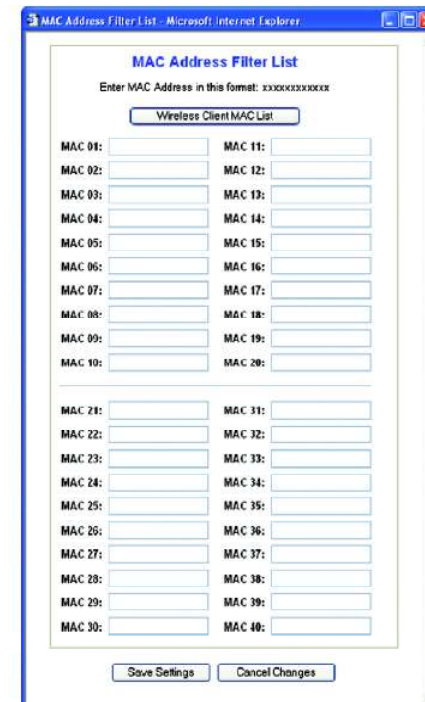 MAC Address Filter List - Microsoft Internet Explorer
MAC Address Filter List
Enter MAC Address in this format: xxxxxxxxxxxx
Wireless Client MAC List
MAC 01: MAC 11:
MAC 02: MAC 12:
MAC 03: MAC 13:
MAC 04: MAC 14:
MAC 05: MAC 15:
MAC 06: MAC 16:
MAC 07: MAC 17:
MAC 08: MAC 18:
MAC 09: MAC 19:
MAC 10: MAC 20:
MAC 21: MAC 31:
MAC 22: MAC 32:
MAC 23: MAC 33:
MAC 24: MAC 34:
MAC 25: MAC 35:
MAC 26: MAC 36:
MAC 27: MAC 37:
MAC 28: MAC 38:
MAC 29: MAC 39:
MAC 30: MAC 40:
Save Settings Cancel Changes